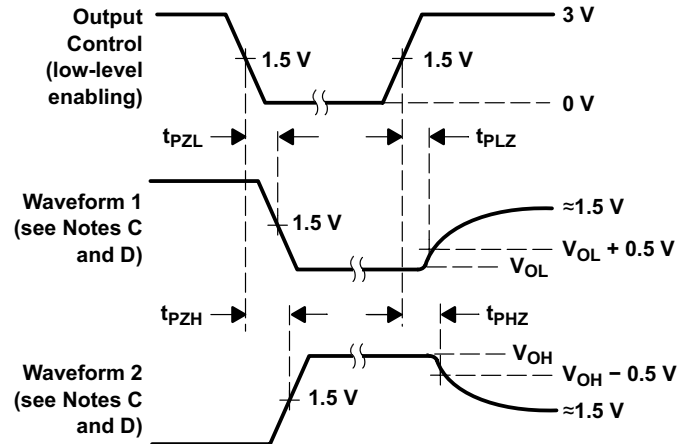 Output
Control
(low-level
enabling)
3 V
1.5 V
1.5 V
0 V
tPZL
tPLZ
Waveform 1
(see Notes C
and D)
1.5 V
≈1.5 V
VOL + 0.5 V
VOL
tPZH
tPHZ
Waveform 2
(see Notes C
and D)
1.5 V
VOH
VOH − 0.5 V
≈1.5 V